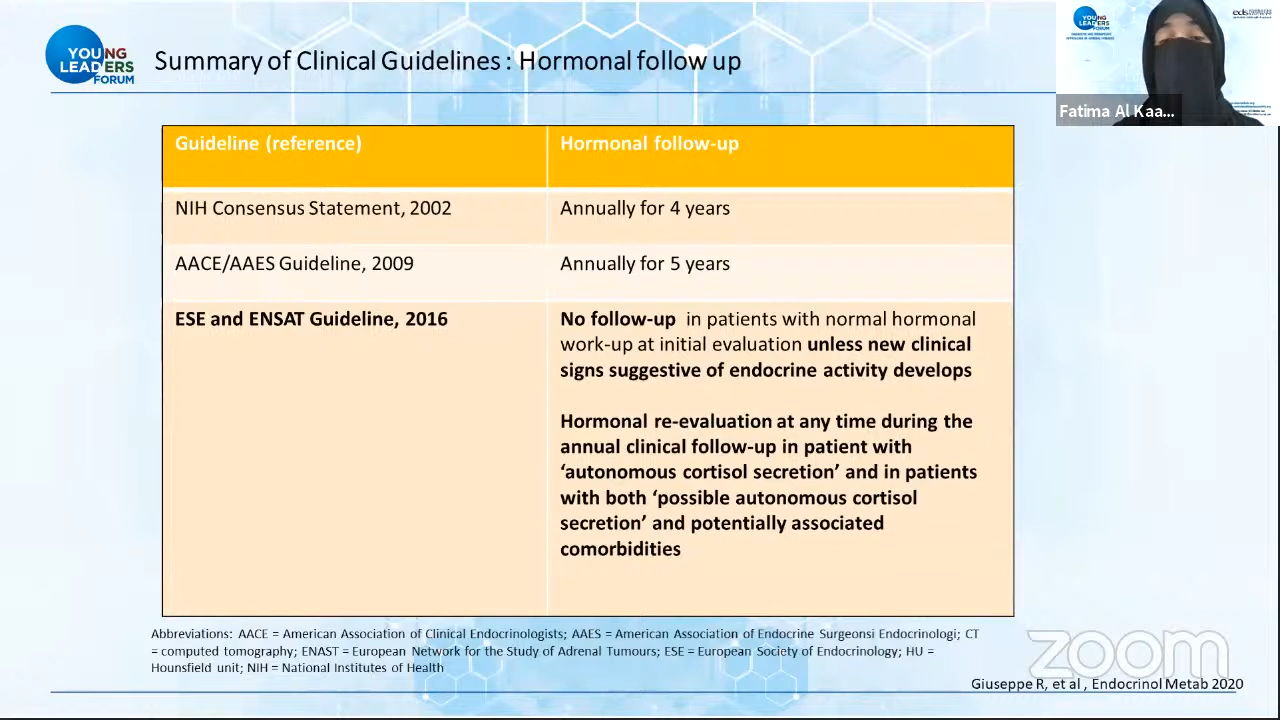 YOUNG
LEADERS
FORUM
Summary of Clinical Guidelines : Hormonal follow up
YOUNG
LEADERS
FORUM
Fatima Al Kaa...
Guideline (reference)
Hormonal follow-up
NIH Consensus Statement, 2002
Annually for 4 years
AACE/AAES Guideline, 2009
Annually for 5 years
ESE and ENSAT Guideline, 2016
No follow-up in patients with normal hormonal
work-up at initial evaluation unless new clinical
signs suggestive of endocrine activity develops
Hormonal re-evaluation at any time during the
annual clinical follow-up in patient with
‘autonomous cortisol secretion’ and in patients
with both ‘possible autonomous cortisol
secretion’ and potentially associated
comorbidities
Abbreviations: AACE = American Association of Clinical Endocrinologists; AAES = American Association of Endocrine Surgeonsi Endocrinologi; CT
= computed tomography; ENAST = European Network for the Study of Adrenal Tumours; ESE = European Society of Endocrinology; HU =
Hounsfield unit; NIH = National Institutes of Health
zoom
Giuseppe R, et al , Endocrinol Metab 2020